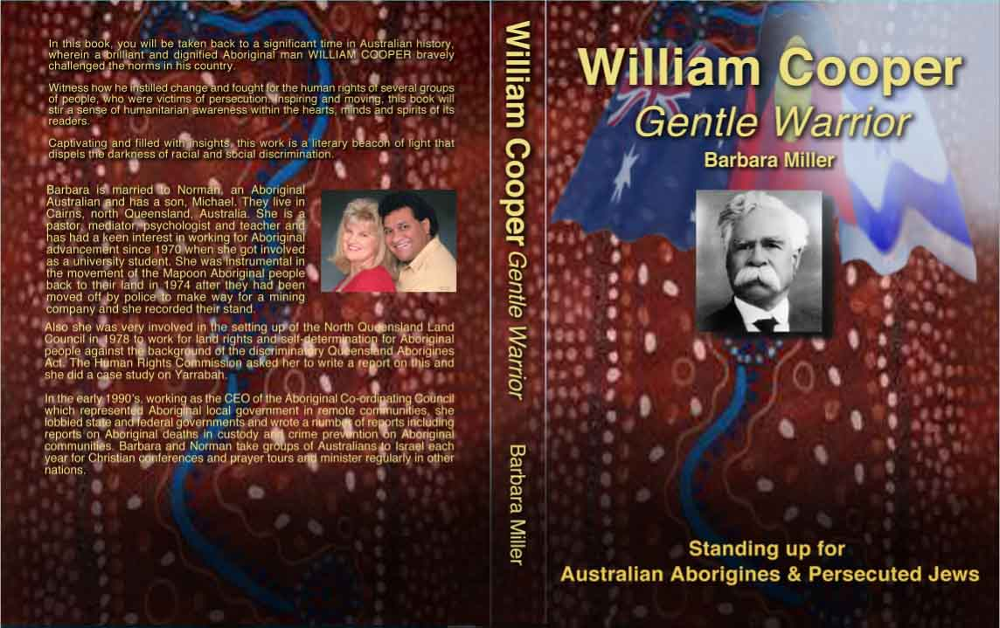 In this book, you will be taken back to a significant time in Australian history,
wherein a brilliant and dignified Aboriginal man WILLIAM COOPER bravely
challenged the norms in his country.
Witness how he instilled change and fought for the human rights of several groups
of people, who were victims of persecution. Inspiring and moving, this book will
stir a sense of humanitarian awareness within the hearts, minds and spirits of its
readers.
Captivating and filled with insights, this work is a literary beacon of light that
dispels the darkness of racial and social discrimination.
Barbara is married to Norman, an Aboriginal
Australian and has a son, Michael. They live in
Cairns, north Queensland, Australia. She is a
pastor, mediator, psychologist and teacher and
has had a keen interest in working for Aboriginal
advancement since 1970 when she got involved
as a university student. She was instrumental in
the movement of the Mapoon Aboriginal people
back to their land in 1974 after they had been
moved off by police to make way for a mining
company and she recorded their stand.
Also she was very involved in the setting up of the North Queensland Land
Council in 1978 to work for land rights and self-determination for Aboriginal
people against the background of the discriminatory Queensland Aborigines
Act. The Human Rights Commission asked her to write a report on this and
she did a case study on Yarrabah.
In the early 1990's, working as the CEO of the Aboriginal Co-ordinating Council
which represented Aboriginal local government in remote communities, she
lobbied state and federal governments and wrote a number of reports including
reports on Aboriginal deaths in custody and crime prevention on Aboriginal
communities. Barbara and Norman take groups of Australians to Israel each
year for Christian conferences and prayer tours and minister regularly in other
nations.
William Cooper Gentle Warrior Barbara Miller
William Cooper
Gentle Warrior
Barbara Miller
Standing up for
Australian Aborigines & Persecuted Jews